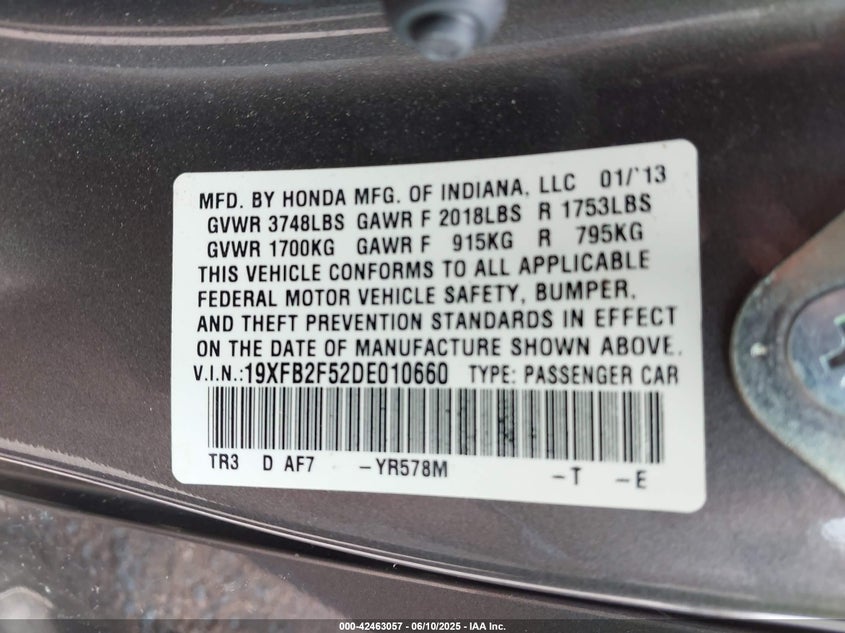 MFD. BY HONDA MFG. OF INDIANA, LLC 01/'13
GVWR 3748LBS GAWR F 2018LBS R 1753LBS
GVWR 1700KG GAWR F 915KG R 795KG
THIS VEHICLE CONFORMS TO ALL APPLICABLE
FEDERAL MOTOR VEHICLE SAFETY, BUMPER,
AND THEFT PREVENTION STANDARDS IN EFFECT
ON THE DATE OF MANUFACTURE SHOWN ABOVE.
V.I.N.:19XFB2F52DE010660 TYPE: PASSENGER CAR
TR3 D AF7 -YR578M -T -E
000-42463057 - 06/10/2025 - IAA Inc.